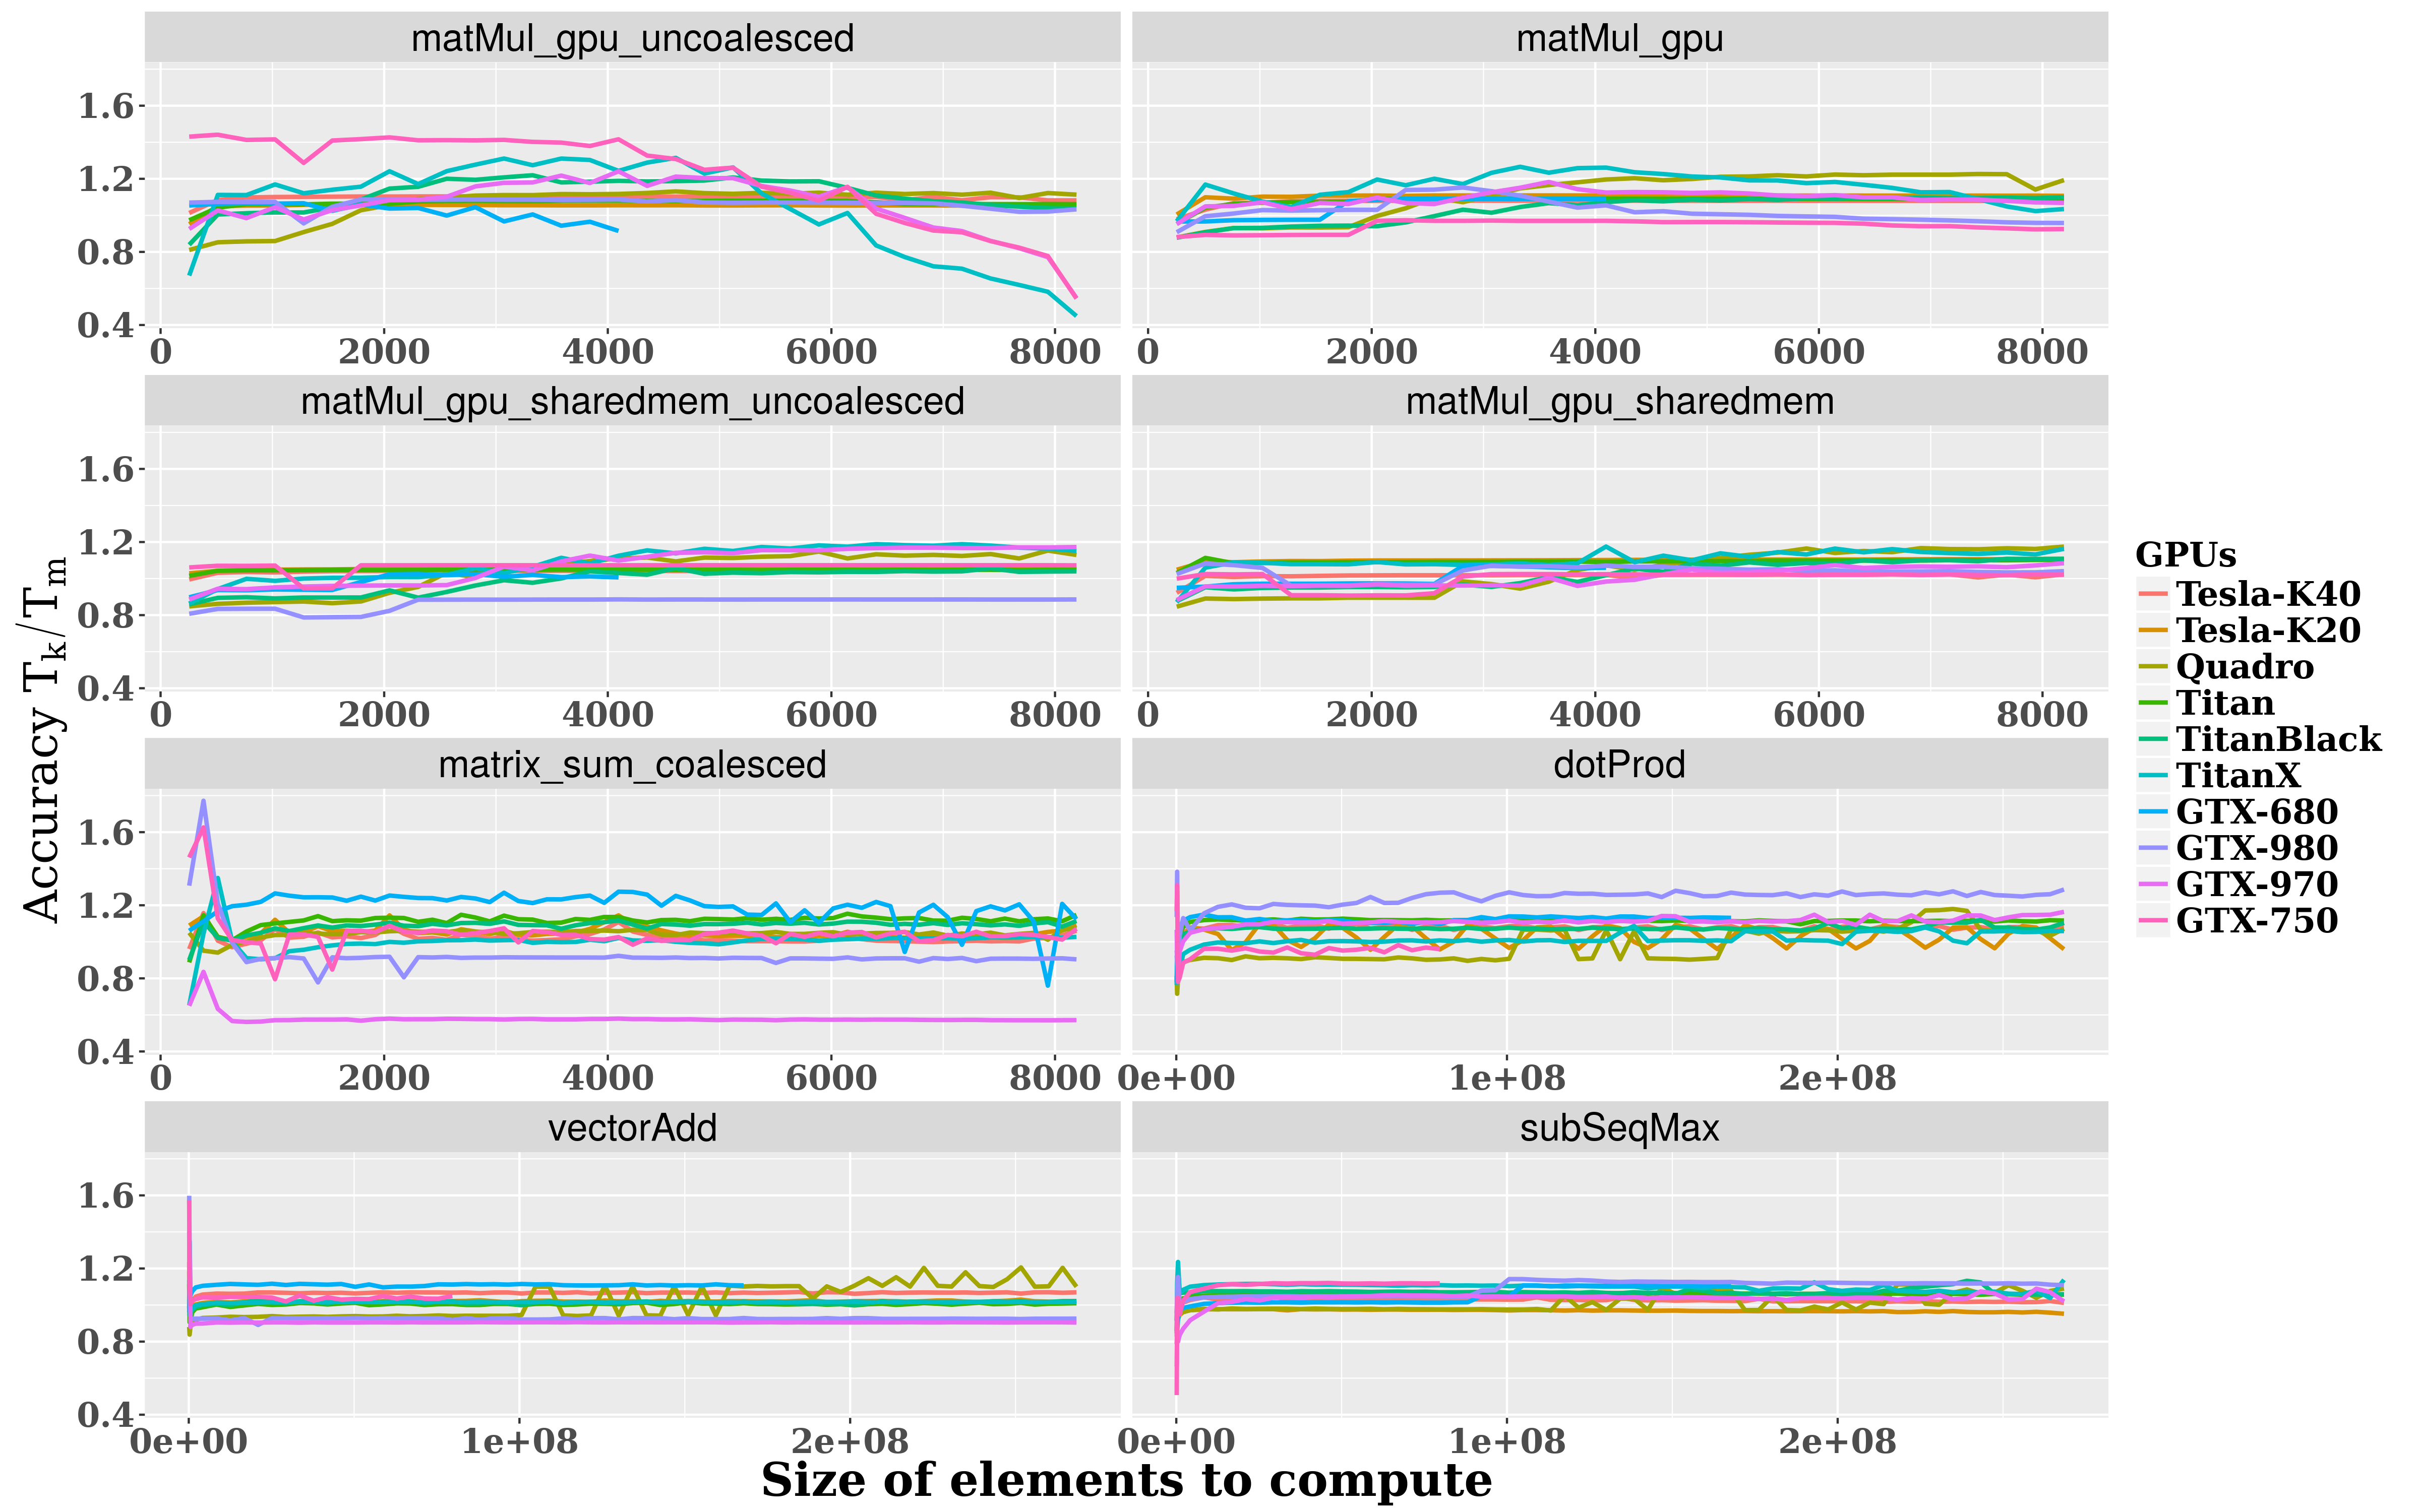 matMul_gpu_uncoalesced
matMul_gpu
1.6
1.2
0.8
0.4
0 2000 4000 6000 8000
0 2000 4000 6000 8000
matMul_gpu_sharedmem_uncoalesced
matMul_gpu_sharedmem
1.6
1.2
0.8
0.4
0 2000 4000 6000 8000
0 2000 4000 6000 8000
matrix_sum_coalesced
dotProd
1.6
1.2
0.8
0.4
0 2000 4000 6000 8000
0e+00 1e+08 2e+08
vectorAdd
subSeqMax
1.6
1.2
0.8
0.4
0e+00 1e+08 2e+08
0e+00 1e+08 2e+08
Size of elements to compute
Accuracy T_k/T_m
GPUs
Tesla-K40
Tesla-K20
Quadro
Titan
TitanBlack
TitanX
GTX-680
GTX-980
GTX-970
GTX-750